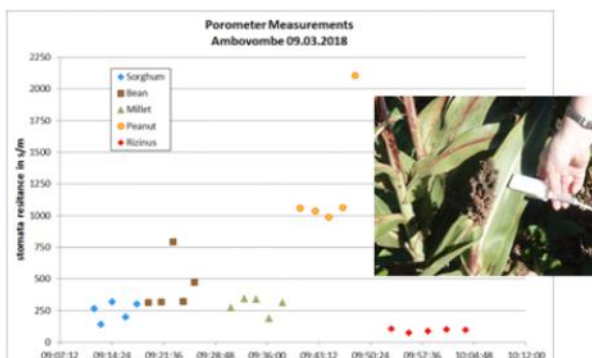 Porometer Measurements
Ambovombe 09.03.2018
stomata resitance in s/m
2250
2000
1750
1500
1250
1000
750
500
250
0
Sorghum
Bean
Millet
Peanut
Rizinus
09:07:12 09:14:24 09:21:36 09:28:48 09:36:00 09:43:12 09:50:24 09:57:36 10:04:48 10:12:00